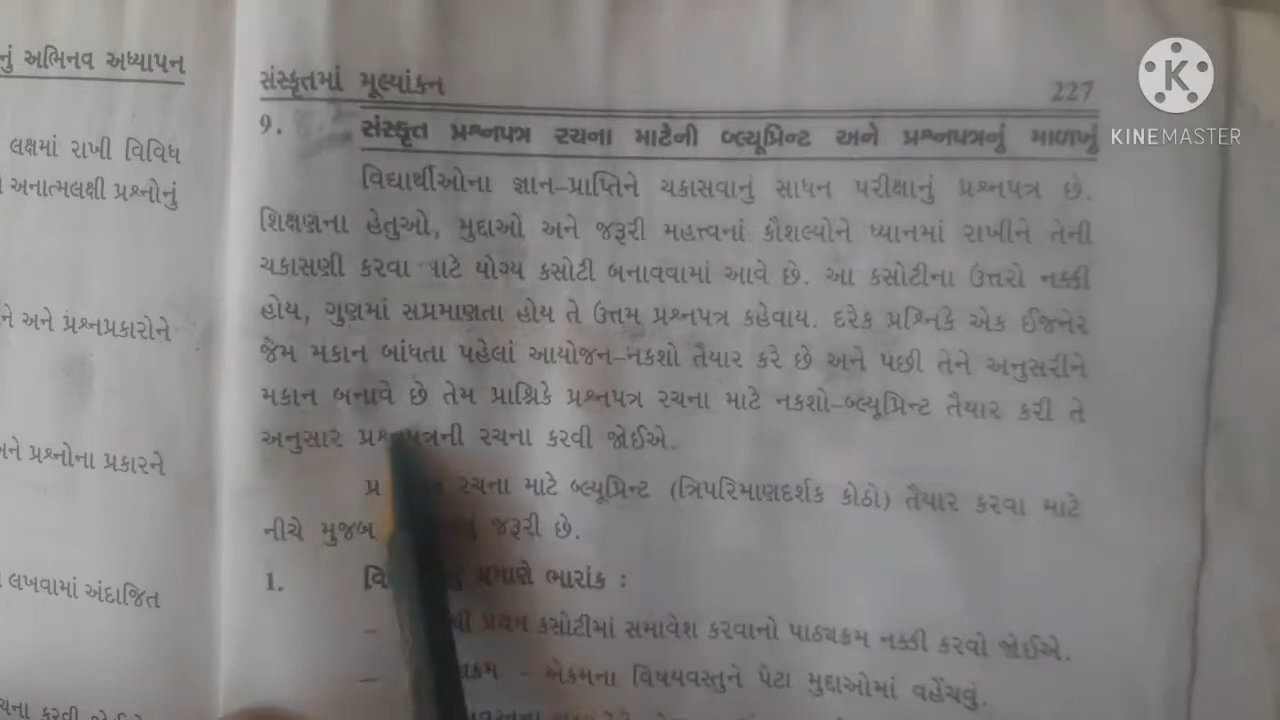 નું અભિનવ અધ્યાપન
લક્ષમાં રાખી વિવિધ
અનાત્મલક્ષી પ્રશ્નોનું
ને અને પ્રશ્નપ્રકારોને
અને પ્રશ્નોના પ્રકારને
લખવામાં અંદાજિત
સંસ્કૃતમાં મૂલ્યાંકન 227
9. સંસ્કૃત પ્રશ્નપત્ર રચના માટેની બ્લ્યૂપ્રિન્ટ અને પ્રશ્નપત્રનું માળખું
વિદ્યાર્થીઓના જ્ઞાન-પ્રાપ્તિને ચકાસવાનું સાધન પરીક્ષાનું પ્રશ્નપત્ર છે.
શિક્ષણના હેતુઓ, મુદ્દાઓ અને જરૂરી મહત્ત્વનાં કૌશલ્યોને ધ્યાનમાં રાખીને તેની
ચકાસણી કરવા માટે યોગ્ય કસોટી બનાવવામાં આવે છે. આ કસોટીના ઉત્તરો નક્કી
હોય, ગુણમાં સપ્રમાણતા હોય તે ઉત્તમ પ્રશ્નપત્ર કહેવાય. દરેક પ્રશ્નિકે એક ઈજનેર
જેમ મકાન બાંધતા પહેલાં આયોજન-નકશો તૈયાર કરે છે અને પછી તેને અનુસરીને
મકાન બનાવે છે તેમ પ્રાશ્નિકે પ્રશ્નપત્ર રચના માટે નકશો-બ્લ્યૂપ્રિન્ટ તૈયાર કરી તે
અનુસાર પ્રશ્નપત્રની રચના કરવી જોઈએ.
રચના માટે બ્લ્યૂપ્રિન્ટ (ત્રિપરિમાણદર્શક કોઠો) તૈયાર કરવા માટે
નીચે મુજબ જરૂરી છે.
1. પ્રમાણે ભારાંક :
- પ્રથમ કસોટીમાં સમાવેશ કરવાનો પાઠ્યક્રમ નક્કી કરવો જોઈએ.
- - એકમના વિષયવસ્તુને પેટા મુદ્દાઓમાં વહેંચવું.
KINEMASTER